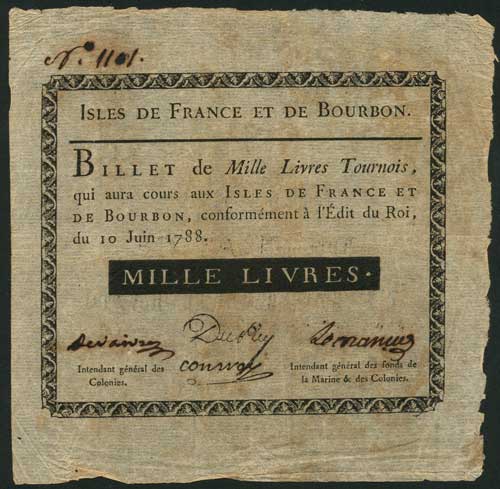 N.º 1101.
ISLES DE FRANCE ET DE BOURBON.
BILLET de Mille Livres Tournois,
qui aura cours aux ISLES DE FRANCE ET
DE BOURBON, conformément à l'Édit du Roi,
du 10 Juin 1788.
MILLE LIVRES.
Intendant général des
Colonies.
Intendant général des fonds de
la Marine & des Colonies.